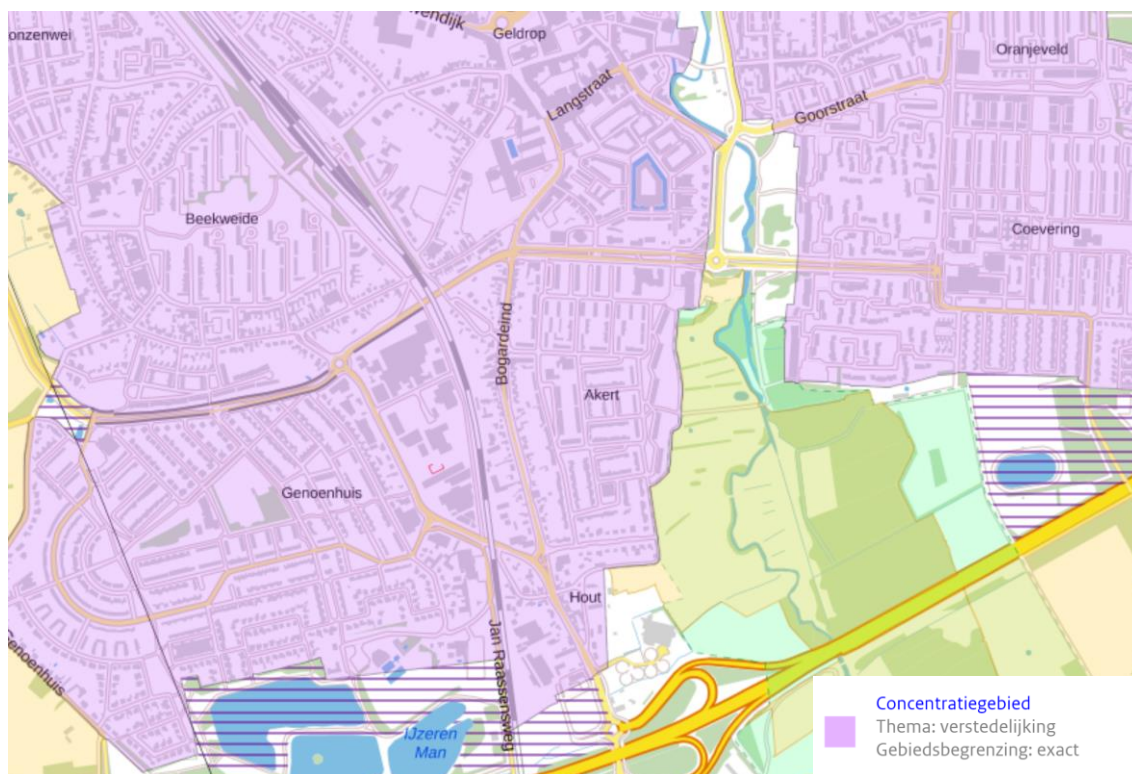 onzenwei
endijk
Geldrop
Oranjeveld
Langstraat
Goorstraat
Beekweide
Coevering
Bogardeind
Akert
Genoenhuis
Hout
Genoenhuis
Jan Raassensweg
IJzeren
Man
Concentratiegebied
Thema: verstedelijking
Gebiedsbegrenzing: exact